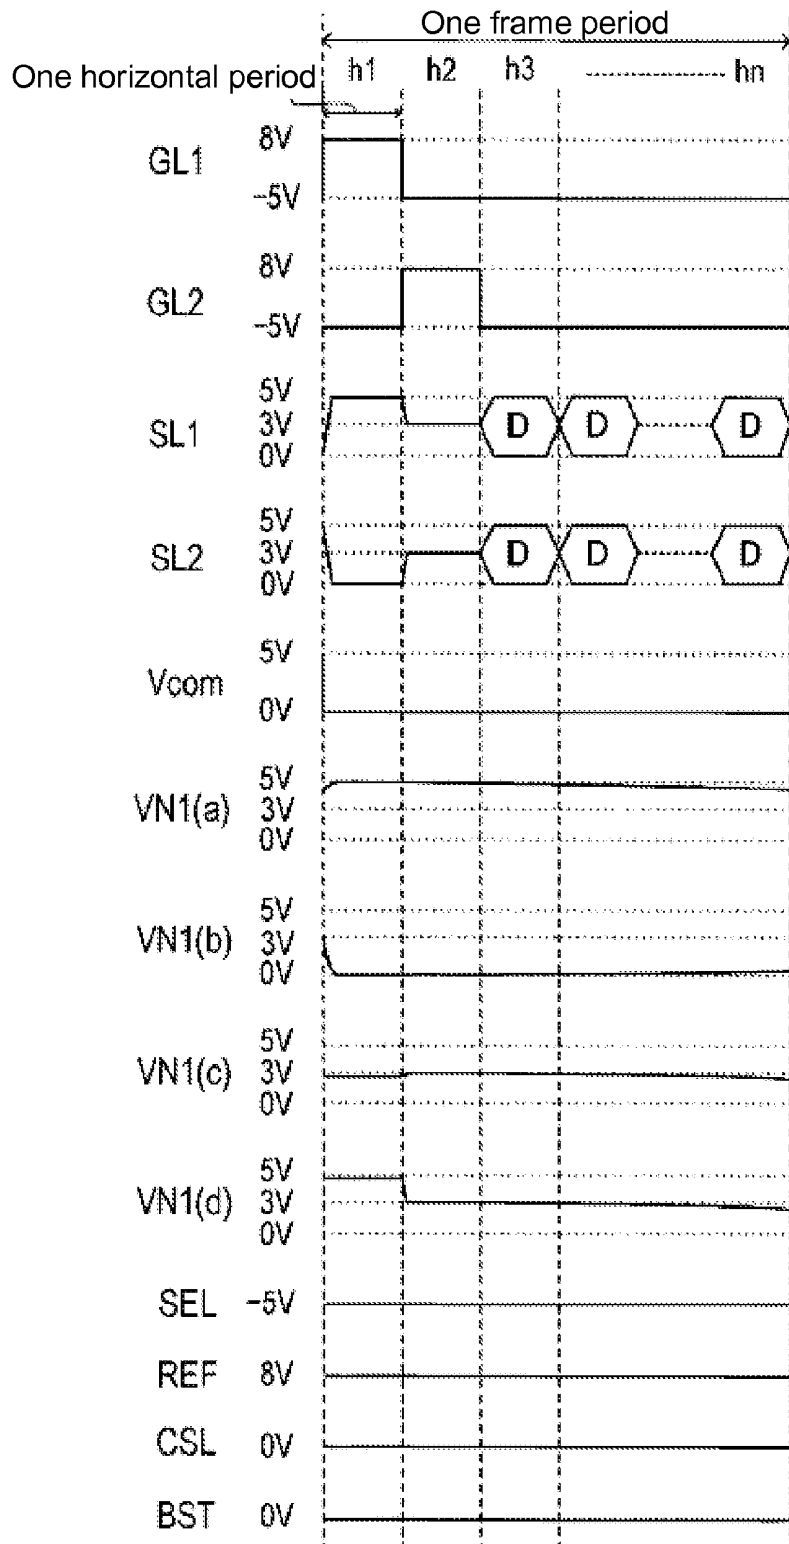 One frame period
One horizontal period h1 h2 h3 hn
GL1 8V
−5V
GL2 8V
−5V
SL1 5V
3V
0V
D D D
SL2 5V
3V
0V
D D D
Vcom 5V
0V
VN1(a) 5V
3V
0V
VN1(b) 5V
3V
0V
VN1(c) 5V
3V
0V
VN1(d) 5V
3V
0V
SEL −5V
REF 8V
CSL 0V
BST 0V